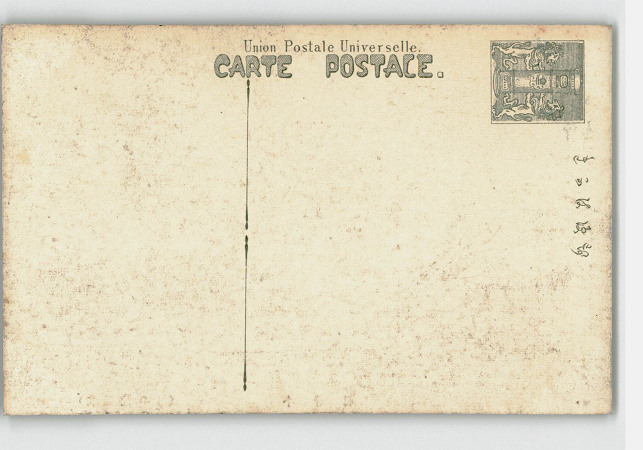 Union Postale Universelle.
CARTE POSTALE.